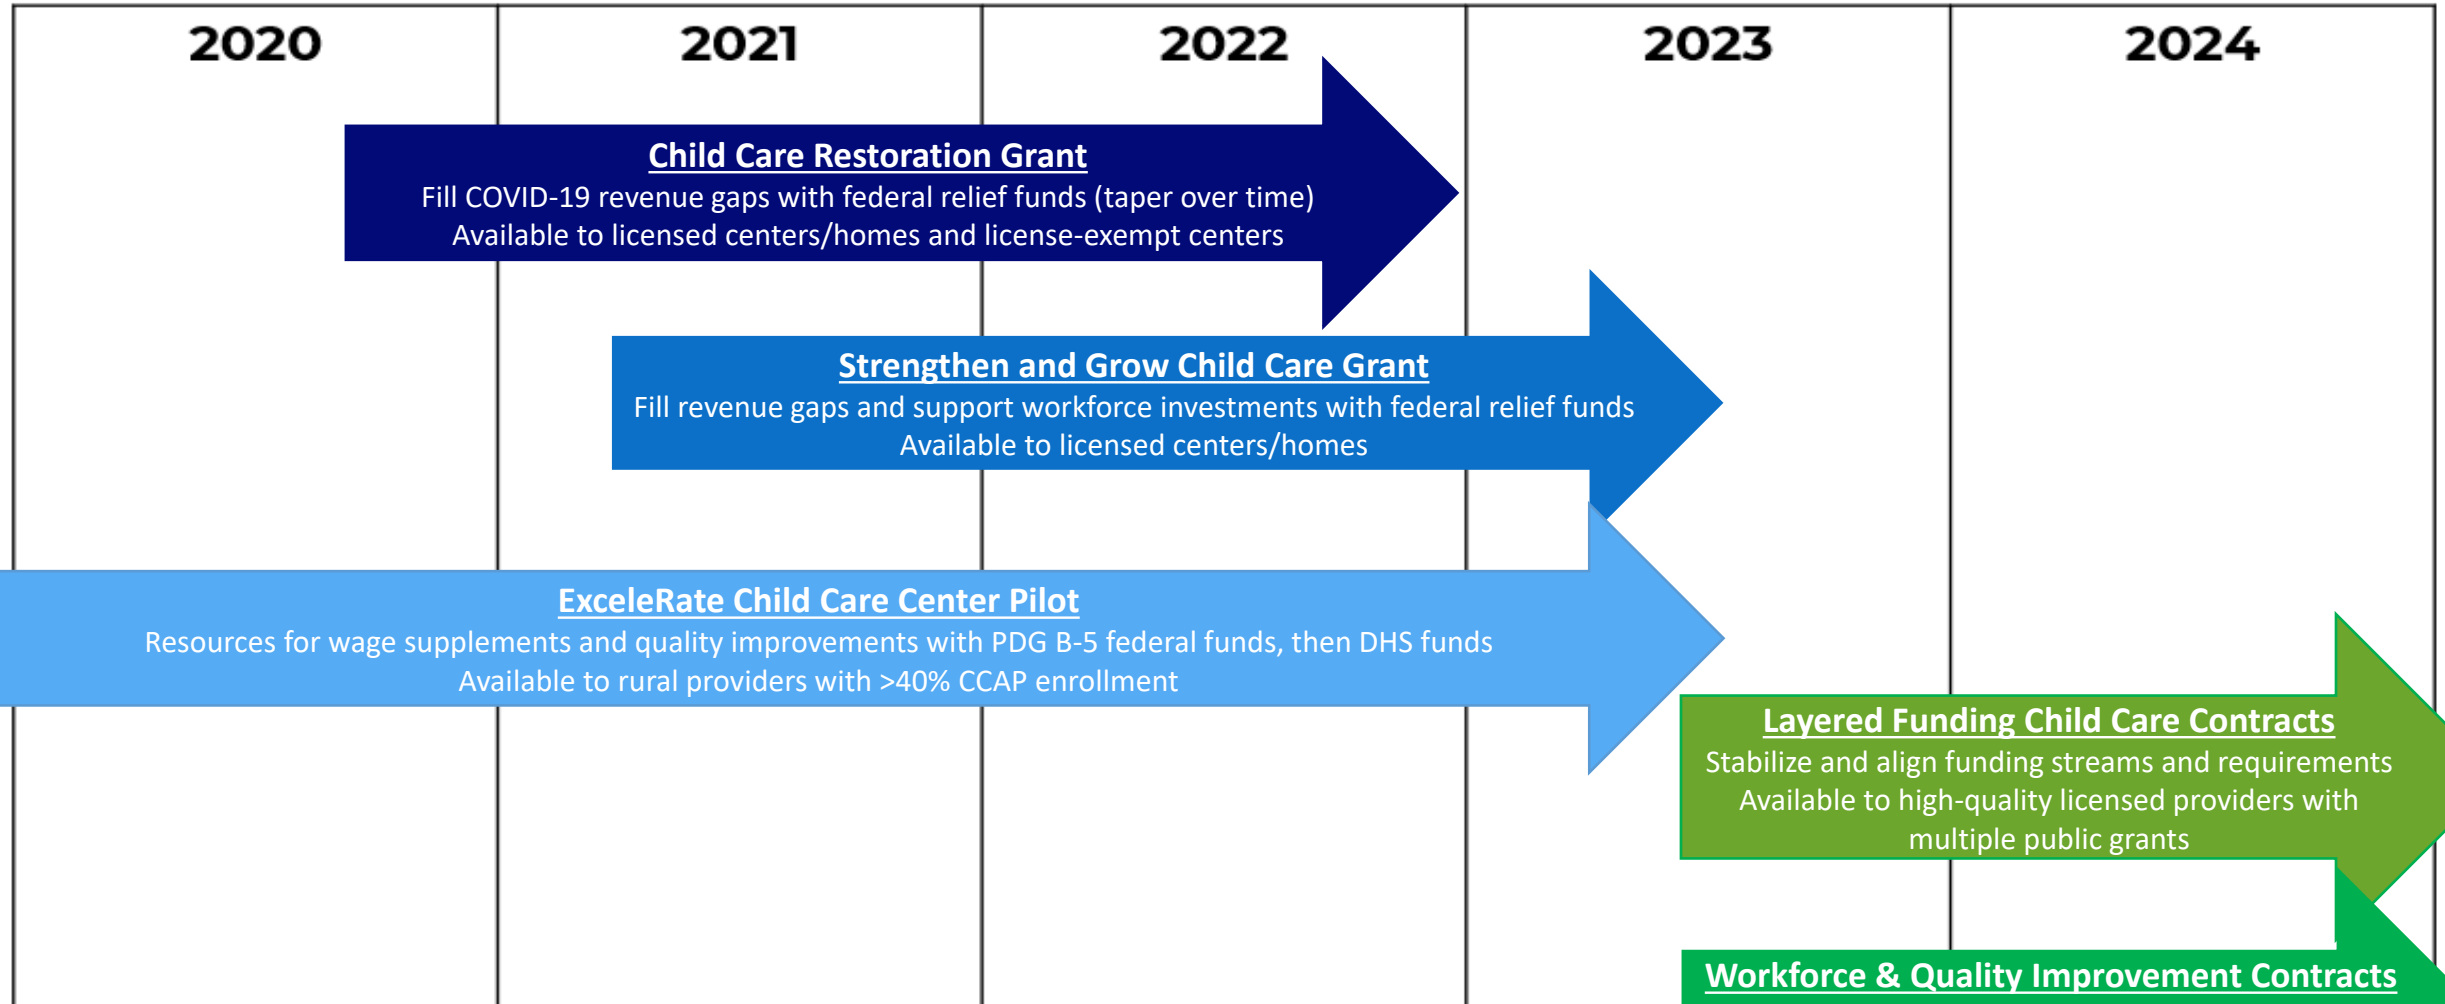 2020
2021
2022
2023
2024
Child Care Restoration Grant
Fill COVID-19 revenue gaps with federal relief funds (taper over time)
Available to licensed centers/homes and license-exempt centers
Strengthen and Grow Child Care Grant
Fill revenue gaps and support workforce investments with federal relief funds
Available to licensed centers/homes
ExceleRate Child Care Center Pilot
Resources for wage supplements and quality improvements with PDG B-5 federal funds, then DHS funds
Available to rural providers with >40% CCAP enrollment
Layered Funding Child Care Contracts
Stabilize and align funding streams and requirements
Available to high-quality licensed providers with
multiple public grants
Workforce & Quality Improvement Contracts